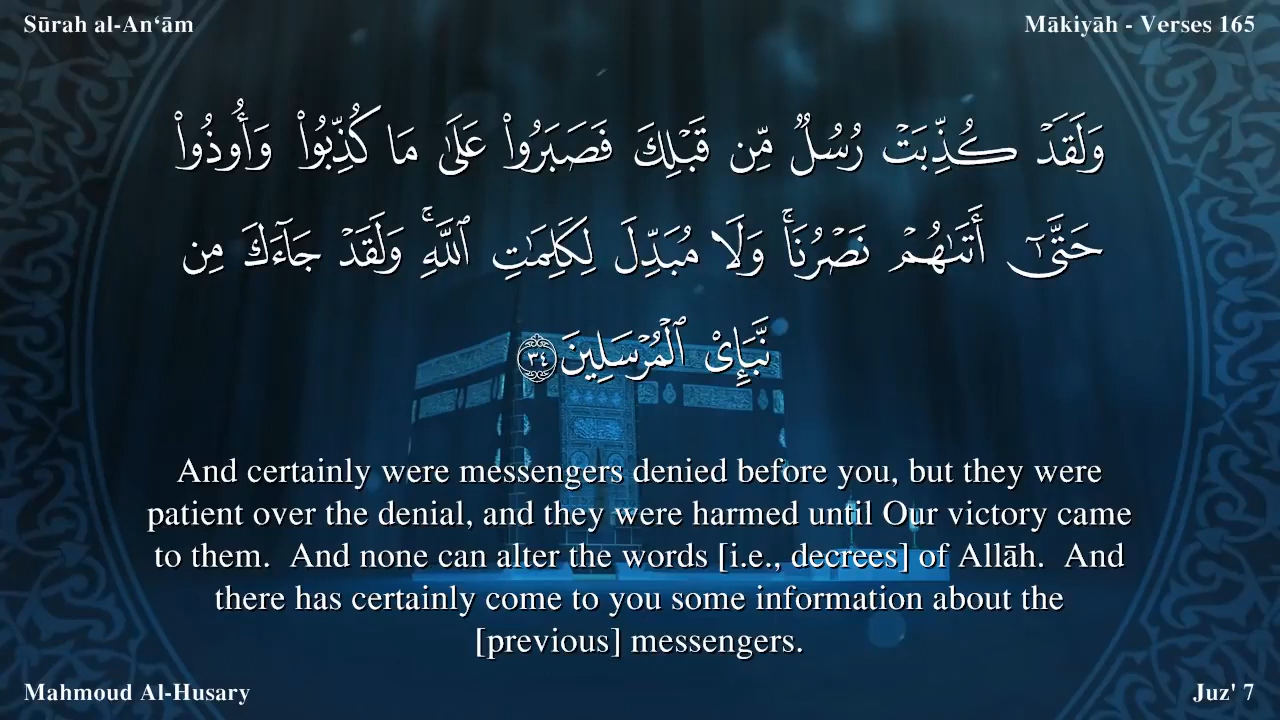 Sūrah al-An‘ām
Mākiyāh - Verses 165
وَلَقَدْ كُذِّبَتْ رُسُلٌ مِّن قَبْلِكَ فَصَبَرُوا۟ عَلَىٰ مَا كُذِّبُوا۟ وَأُوذُوا۟
حَتَّىٰٓ أَتَىٰهُمْ نَصْرُنَا ۚ وَلَا مُبَدِّلَ لِكَلِمَـٰتِ ٱللَّهِ ۚ وَلَقَدْ جَآءَكَ مِن
نَّبَإِى۟ ٱلْمُرْسَلِينَ ٣٤
And certainly were messengers denied before you, but they were
patient over the denial, and they were harmed until Our victory came
to them.  And none can alter the words [i.e., decrees] of Allāh.  And
there has certainly come to you some information about the
[previous] messengers.
Mahmoud Al-Husary
Juz' 7